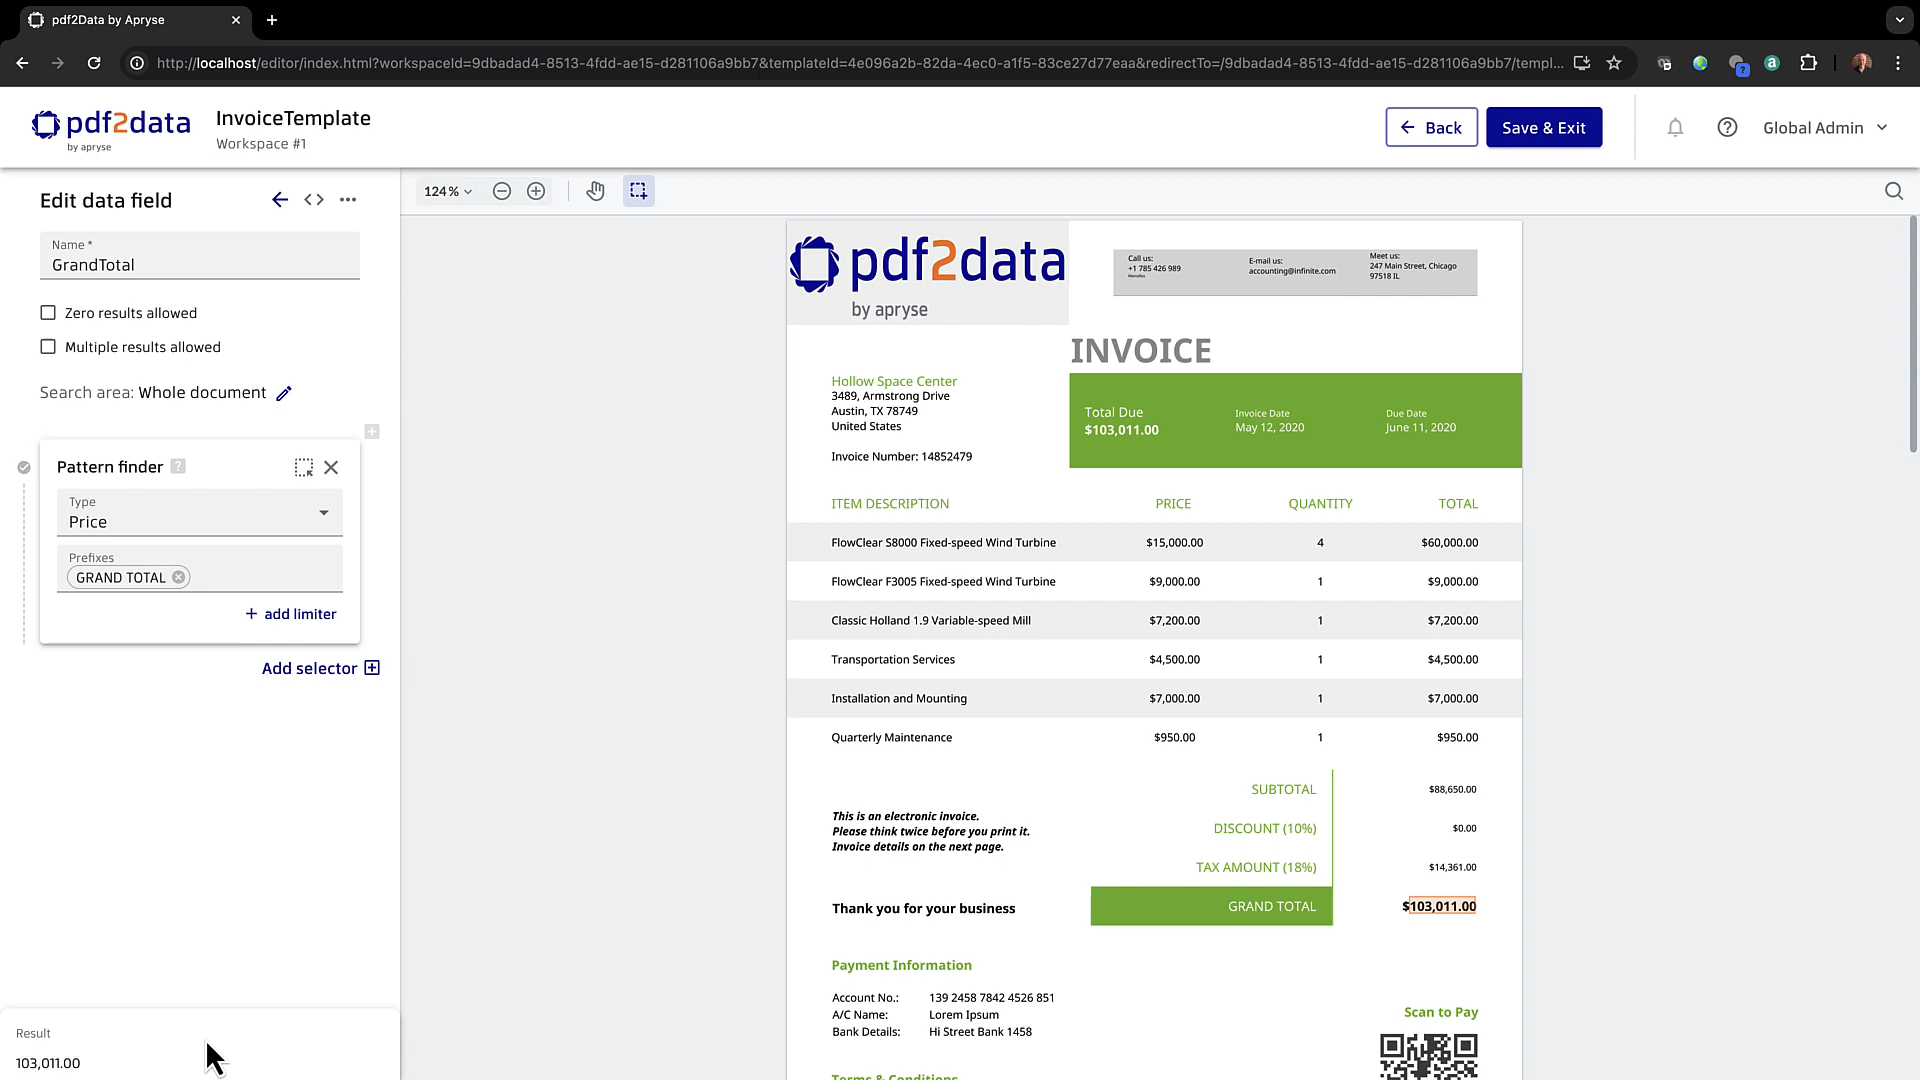 pdf2Data by Apryse
http://localhost/editor/index.html?workspaceId=9dbadad4-8513-4fdd-ae15-d281106a9bb7&templateId=4e096a2b-82da-4ec0-a1f5-83ce27d77eaa&redirectTo=/9dbadad4-8513-4fdd-ae15-d281106a9bb7/templ...
pdf2data
by apryse
InvoiceTemplate
Workspace #1
Back
Save & Exit
Global Admin
Edit data field
Name *
GrandTotal
Zero results allowed
Multiple results allowed
Search area: Whole document
Pattern finder ?
Type
Price
Prefixes
GRAND TOTAL
+ add limiter
Add selector
Result
103,011.00
124%
pdf2data
by apryse
Call us:
+1 785 426 989
E-mail us:
accounting@infinite.com
Meet us:
247 Main Street, Chicago
97518 IL
INVOICE
Hollow Space Center
3489, Armstrong Drive
Austin, TX 78749
United States
Invoice Number: 14852479
Total Due
$103,011.00
Invoice Date
May 12, 2020
Due Date
June 11, 2020
ITEM DESCRIPTION PRICE QUANTITY TOTAL
FlowClear S8000 Fixed-speed Wind Turbine $15,000.00 4 $60,000.00
FlowClear F3005 Fixed-speed Wind Turbine $9,000.00 1 $9,000.00
Classic Holland 1.9 Variable-speed Mill $7,200.00 1 $7,200.00
Transportation Services $4,500.00 1 $4,500.00
Installation and Mounting $7,000.00 1 $7,000.00
Quarterly Maintenance $950.00 1 $950.00
SUBTOTAL $88,650.00
DISCOUNT (10%) $0.00
TAX AMOUNT (18%) $14,361.00
GRAND TOTAL $103,011.00
This is an electronic invoice.
Please think twice before you print it.
Invoice details on the next page.
Thank you for your business
Payment Information
Account No.: 139 2458 7842 4526 851
A/C Name: Lorem Ipsum
Bank Details: Hi Street Bank 1458
Scan to Pay
Terms & Conditions